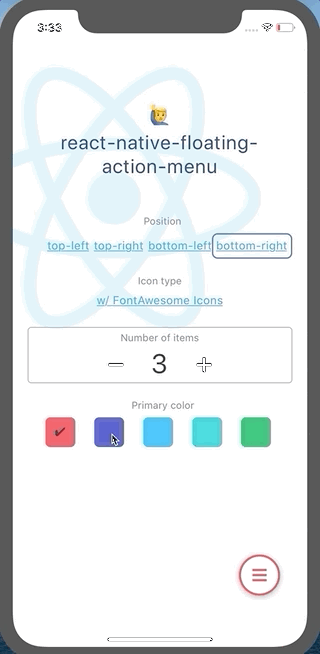 3:33
react-native-floating-
action-menu
Position
top-left top-right bottom-left bottom-right
Icon type
w/ FontAwesome Icons
Number of items
3
Primary color